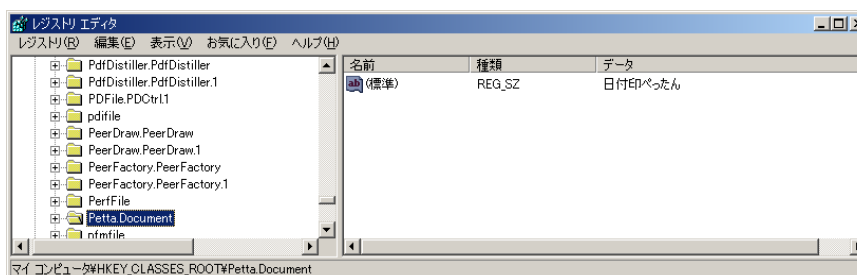 レジストリ エディタ
レジストリ(R) 編集(E) 表示(V) お気に入り(F) ヘルプ(H)
PdfDistiller.PdfDistiller
PdfDistiller.PdfDistiller.1
PDFile.PDCtrl.1
pdifile
PeerDraw.PeerDraw
PeerDraw.PeerDraw.1
PeerFactory.PeerFactory
PeerFactory.PeerFactory.1
PerfFile
Petta.Document
pfmfile
名前 種類 データ
ab (標準) REG_SZ 日付印ぺったん
マイ コンピュータ¥HKEY_CLASSES_ROOT¥Petta.Document